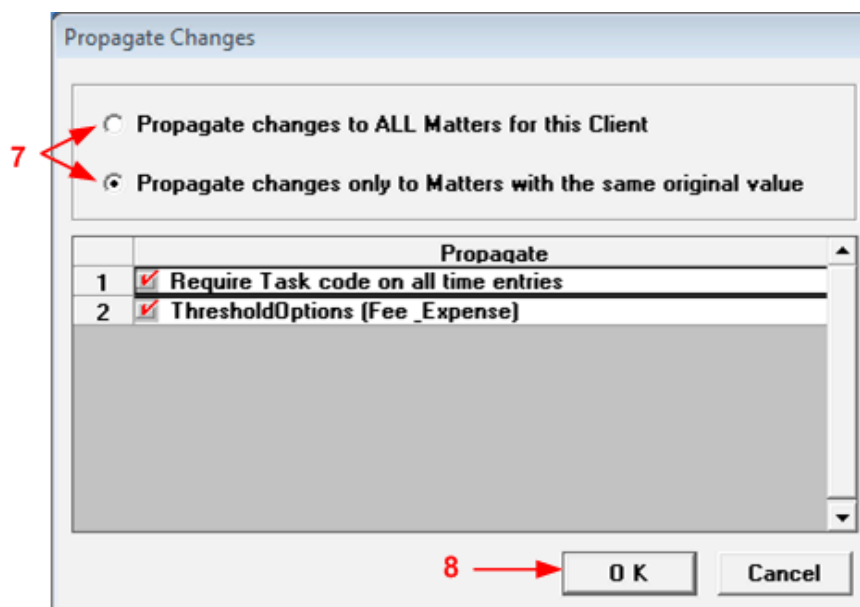 Propagate Changes
Propagate changes to ALL Matters for this Client
7
Propagate changes only to Matters with the same original value
Propagate
1 Require Task code on all time entries
2 ThresholdOptions (Fee _Expense)
8
O K Cancel